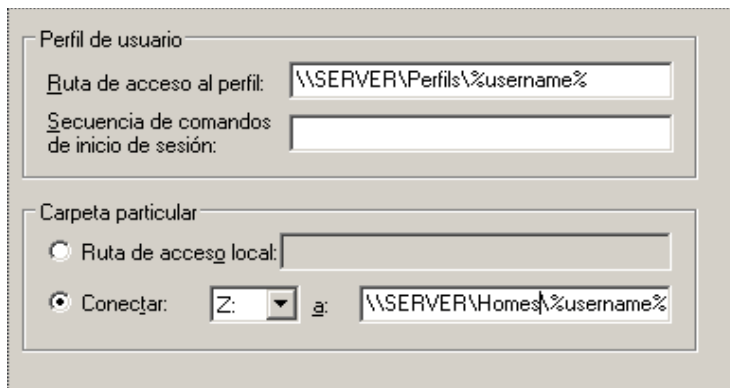 Perfil de usuario
Ruta de acceso al perfil: \\SERVER\Perfils\%username%
Secuencia de comandos
de inicio de sesión:
Carpeta particular
Ruta de acceso local:
Conectar: Z: a: \\SERVER\Homes\%username%